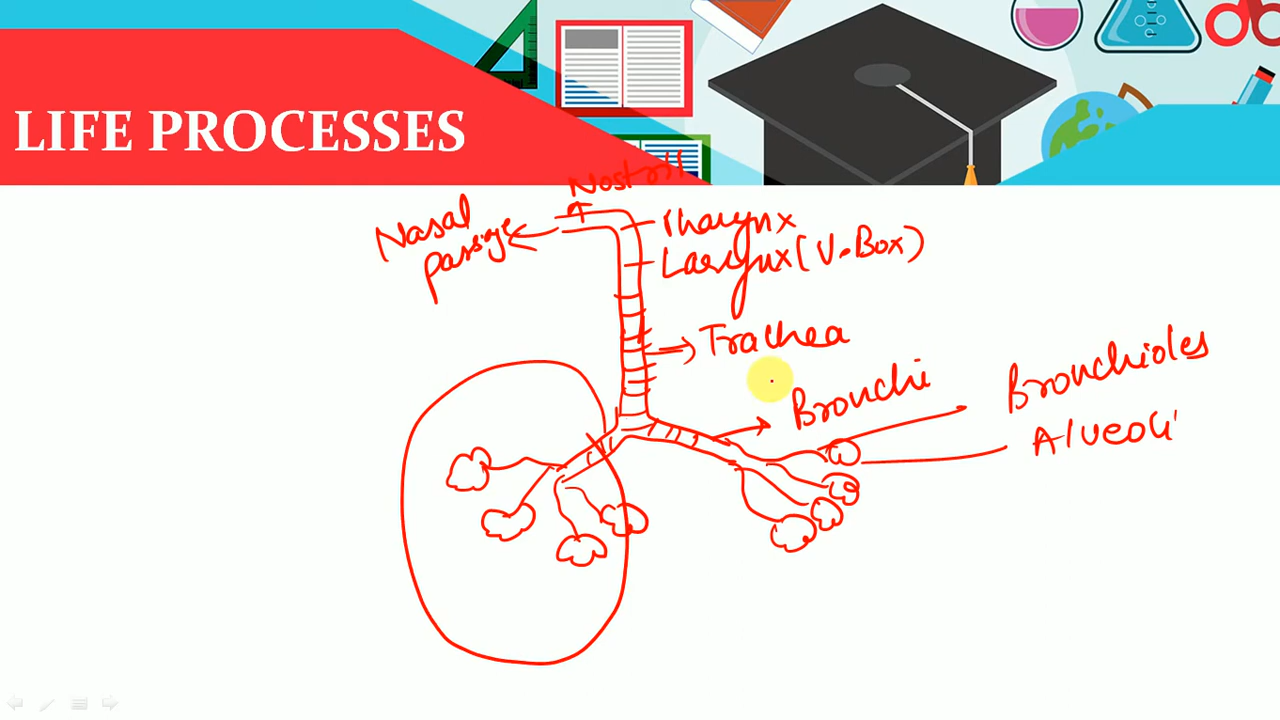 LIFE PROCESSES
Nostril
Nasal
passage
Pharynx
Larynx (V.Box)
Trachea
Bronchi
Bronchioles
Alveoli